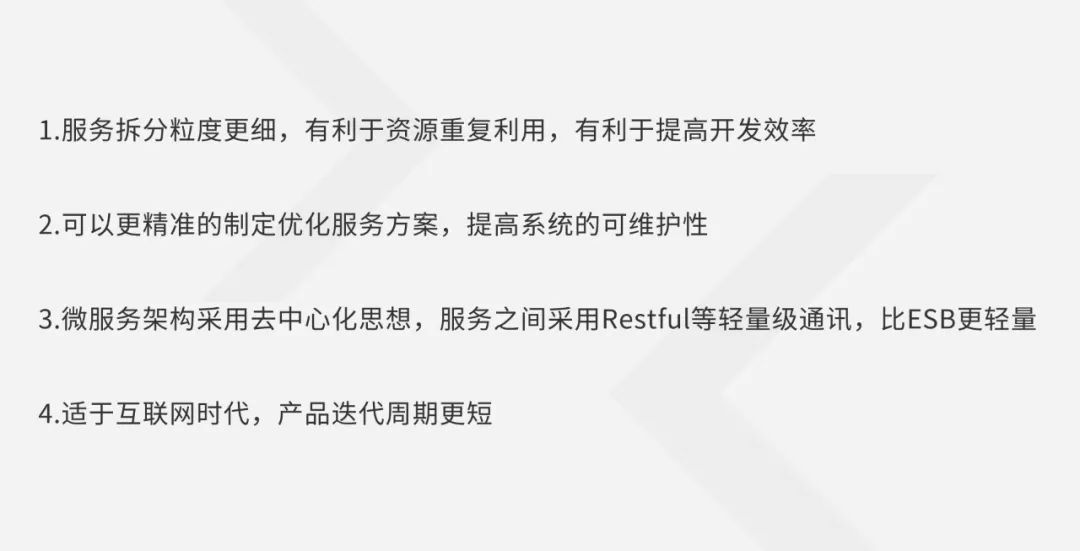 1.服务拆分粒度更细，有利于资源重复利用，有利于提高开发效率
2.可以更精准的制定优化服务方案，提高系统的可维护性
3.微服务架构采用去中心化思想，服务之间采用Restful等轻量级通讯，比ESB更轻量
4.适于互联网时代，产品迭代周期更短